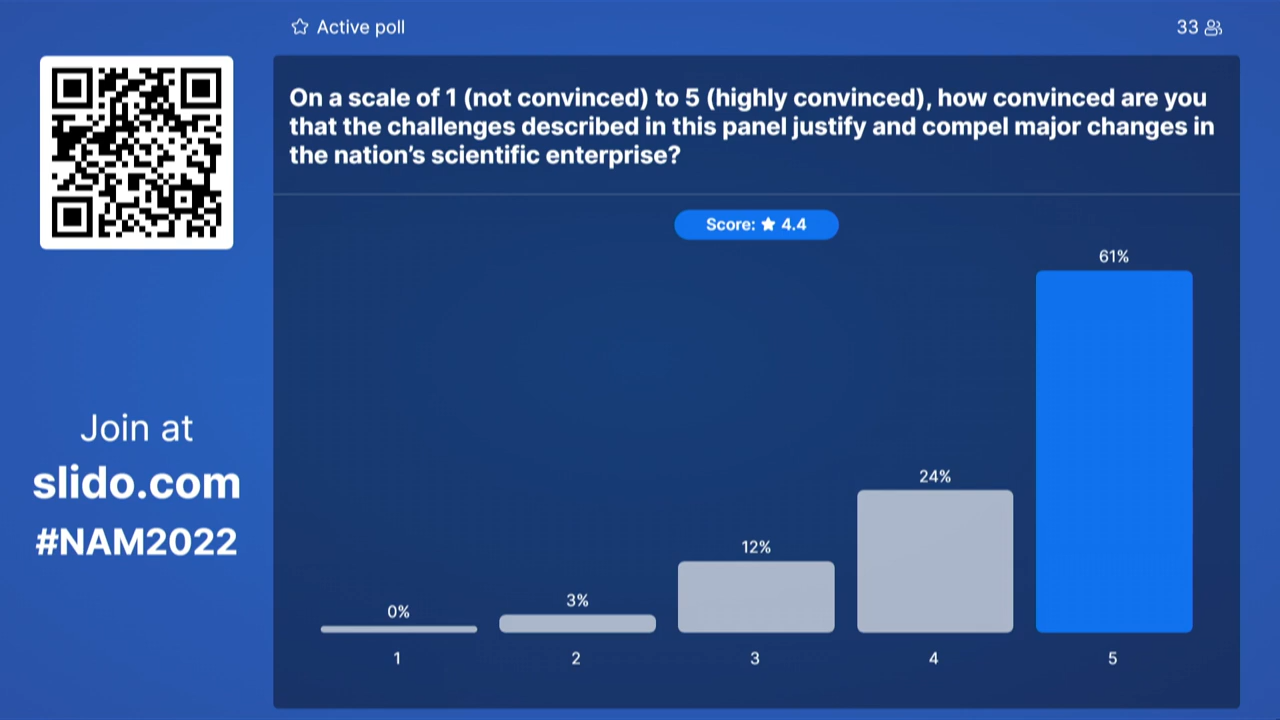 Active poll
33
On a scale of 1 (not convinced) to 5 (highly convinced), how convinced are you
that the challenges described in this panel justify and compel major changes in
the nation’s scientific enterprise?
Score: ★ 4.4
61%
24%
12%
3%
0%
1 2 3 4 5
Join at
slido.com
#NAM2022